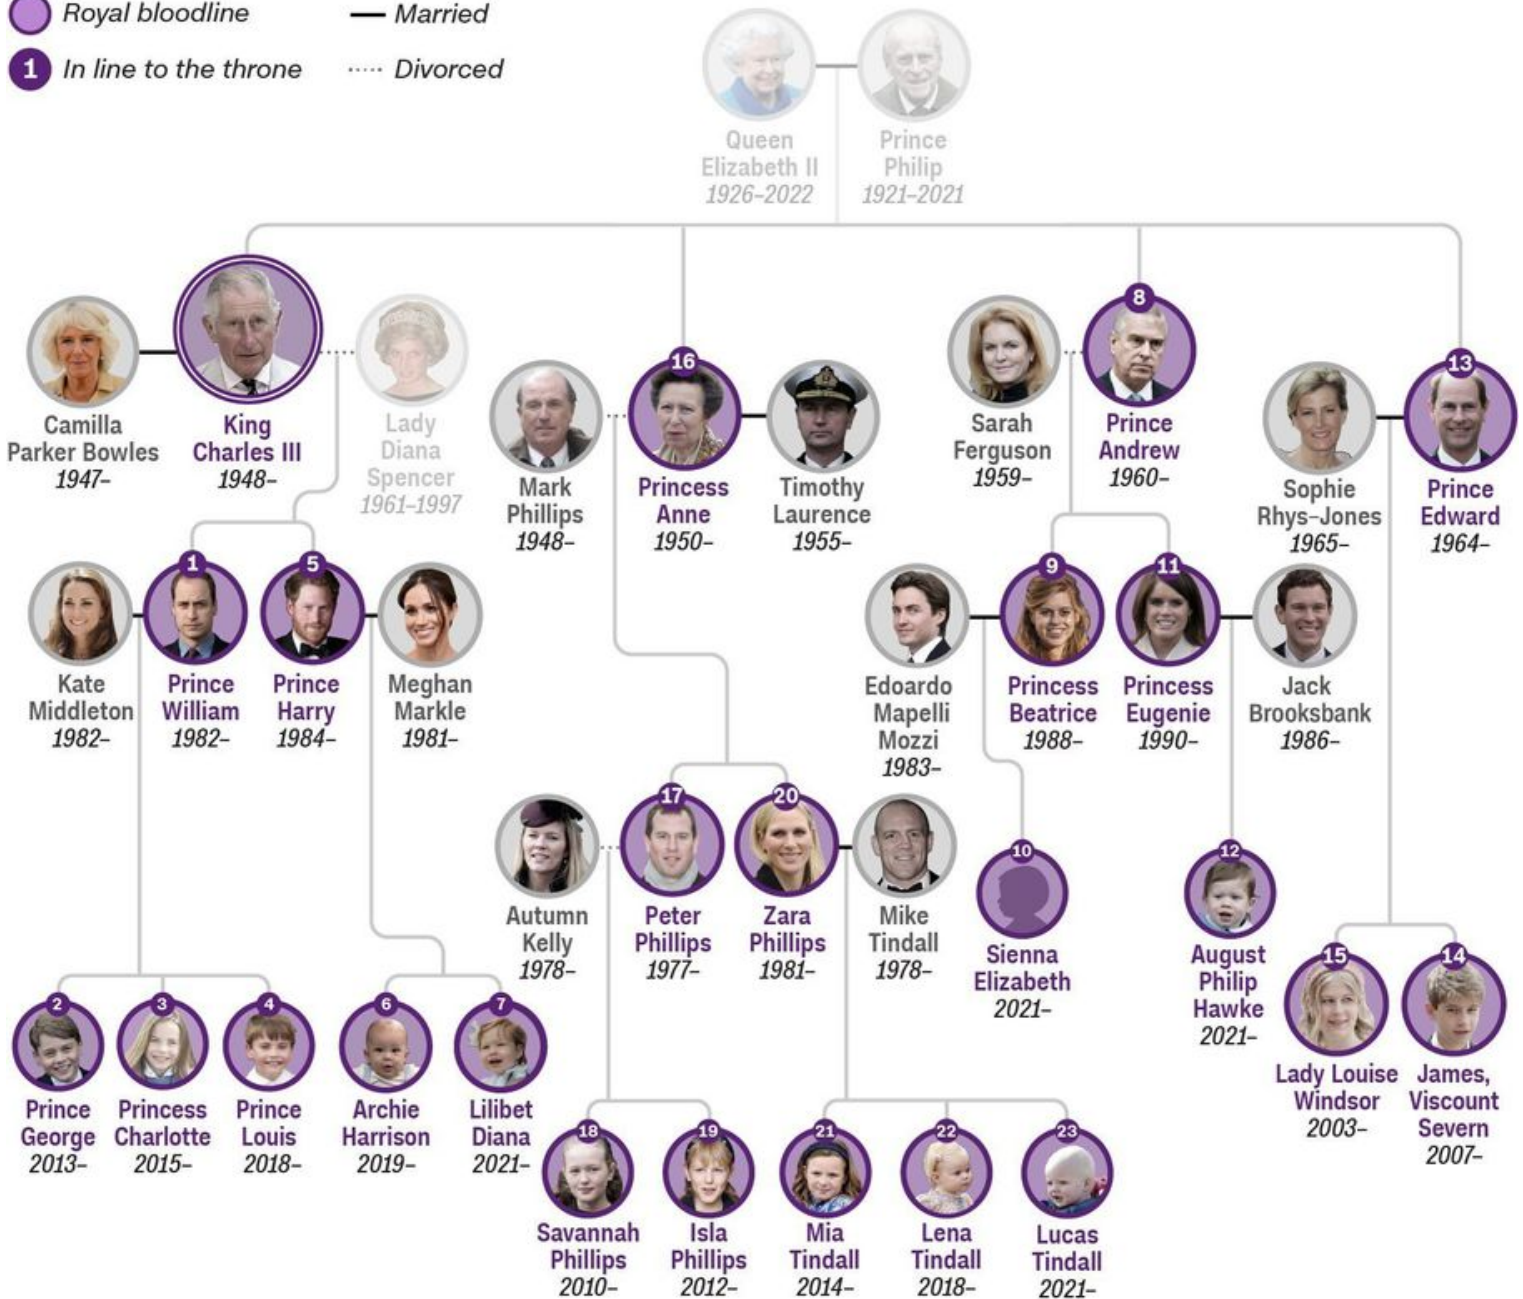 Royal bloodline
Married
1
In line to the throne
Divorced
Queen
Elizabeth II
1926–2022
Prince
Philip
1921–2021
Camilla
Parker Bowles
1947–
King
Charles III
1948–
Lady
Diana
Spencer
1961–1997
Mark
Phillips
1948–
16
Princess
Anne
1950–
Timothy
Laurence
1955–
Sarah
Ferguson
1959–
8
Prince
Andrew
1960–
Sophie
Rhys–Jones
1965–
13
Prince
Edward
1964–
Kate
Middleton
1982–
1
Prince
William
1982–
5
Prince
Harry
1984–
Meghan
Markle
1981–
Edoardo
Mapelli
Mozzi
1983–
9
Princess
Beatrice
1988–
11
Princess
Eugenie
1990–
Jack
Brooksbank
1986–
Autumn
Kelly
1978–
17
Peter
Phillips
1977–
20
Zara
Phillips
1981–
Mike
Tindall
1978–
10
Sienna
Elizabeth
2021–
12
August
Philip
Hawke
2021–
15
Lady Louise
Windsor
2003–
14
James,
Viscount
Severn
2007–
2
Prince
George
2013–
3
Princess
Charlotte
2015–
4
Prince
Louis
2018–
6
Archie
Harrison
2019–
7
Lilibet
Diana
2021–
18
Savannah
Phillips
2010–
19
Isla
Phillips
2012–
21
Mia
Tindall
2014–
22
Lena
Tindall
2018–
23
Lucas
Tindall
2021–